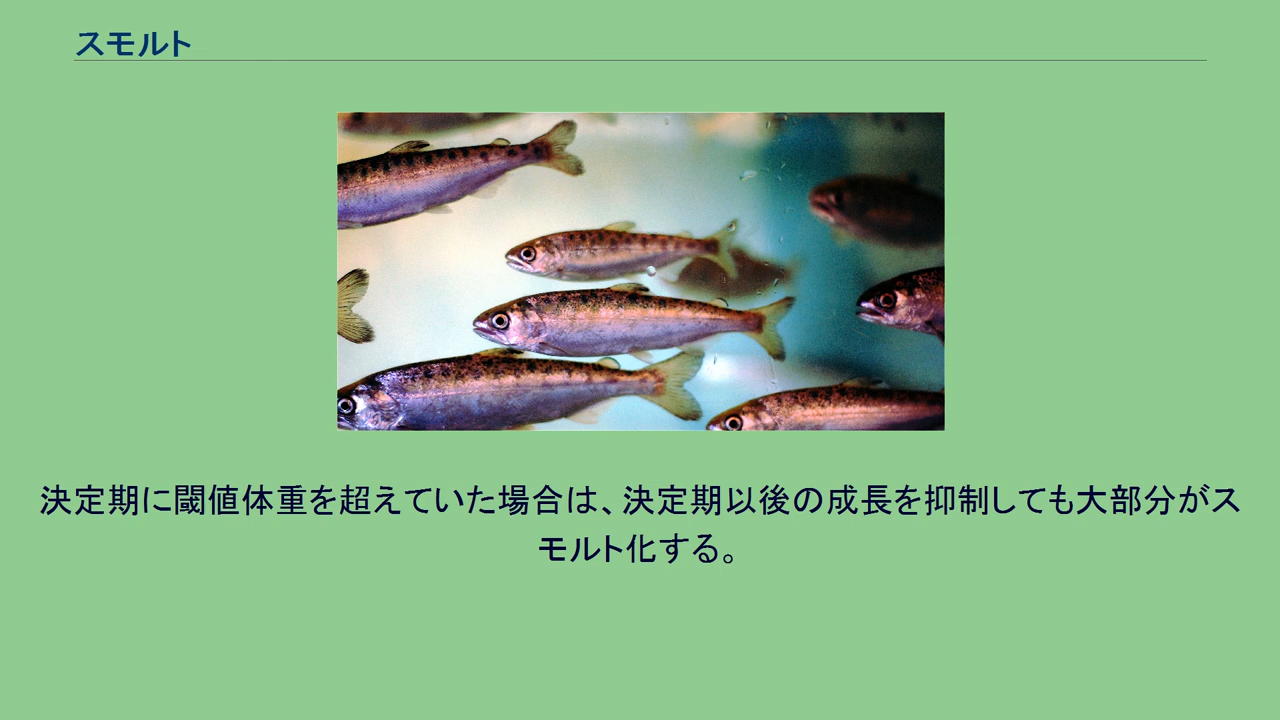 スモルト
決定期に閾値体重を超えていた場合は、決定期以後の成長を抑制しても大部分がス
モルト化する。